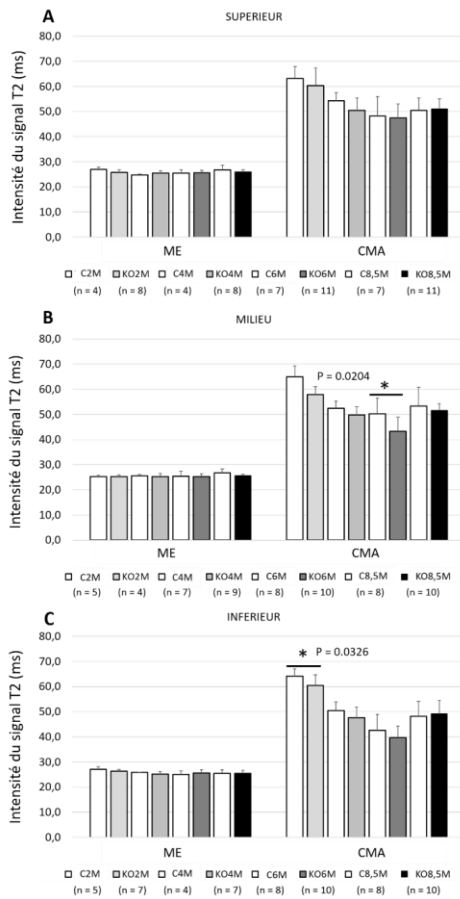 A
SUPÉRIEUR
Intensité du signal T2 (ms)
80,0
70,0
60,0
50,0
40,0
30,0
20,0
10,0
0,0
ME CMA
C2M KO2M C4M KO4M C6M KO6M C8,5M KO8,5M
(n = 4) (n = 8) (n = 4) (n = 8) (n = 7) (n = 11) (n = 7) (n = 11)
B
MILIEU
Intensité du signal T2 (ms)
80,0
70,0
60,0
50,0
40,0
30,0
20,0
10,0
0,0
P = 0.0204 *
ME CMA
C2M KO2M C4M KO4M C6M KO6M C8,5M KO8,5M
(n = 5) (n = 4) (n = 7) (n = 9) (n = 8) (n = 10) (n = 8) (n = 10)
C
INFÉRIEUR
Intensité du signal T2 (ms)
80,0
70,0
60,0
50,0
40,0
30,0
20,0
10,0
0,0
* P = 0.0326
ME CMA
C2M KO2M C4M KO4M C6M KO6M C8,5M KO8,5M
(n = 5) (n = 7) (n = 4) (n = 7) (n = 8) (n = 10) (n = 8) (n = 10)